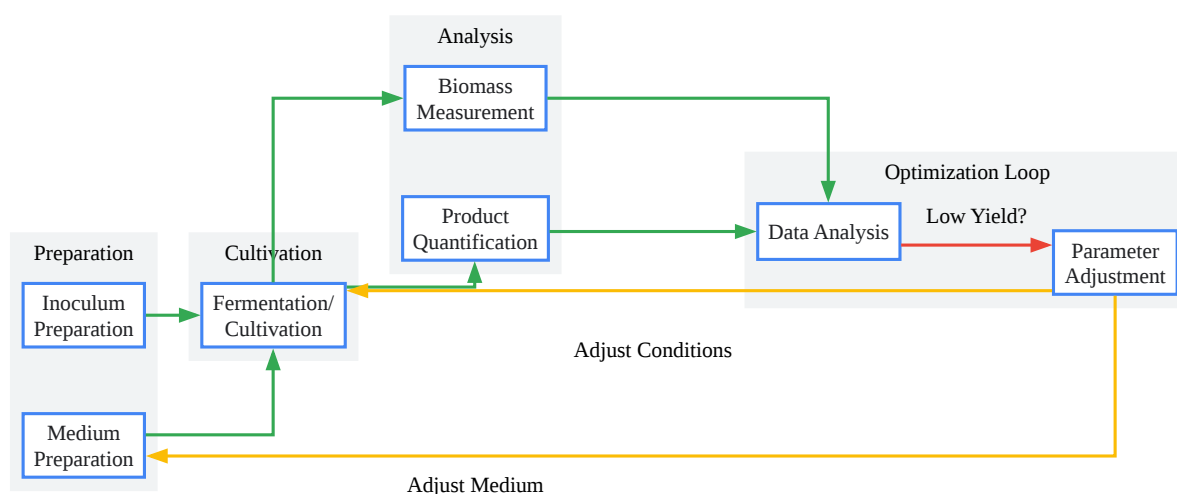 Analysis
Biomass
Measurement
Optimization Loop
Product
Quantification
Low Yield?
Data Analysis
Preparation
Cultivation
Parameter
Adjustment
Inoculum
Preparation
Fermentation/
Cultivation
Adjust Conditions
Medium
Preparation
Adjust Medium